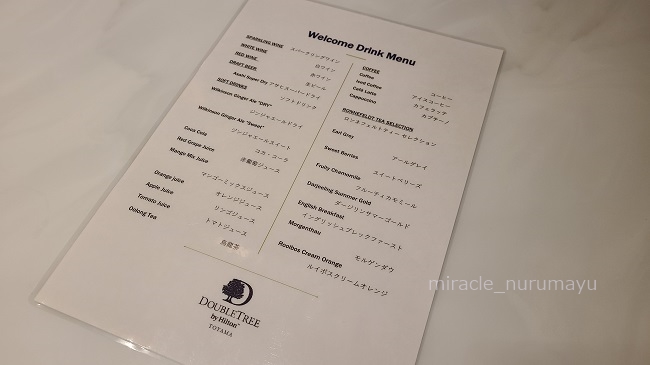 Welcome Drink Menu
SPARKLING WINE スパークリングワイン
WHITE WINE 白ワイン
RED WINE 赤ワイン
DRAFT BEER 生ビール
Asahi Super Dry アサヒスーパードライ
SOFT DRINKS ソフトドリンク
Wilkinson Ginger Ale "DRY"
ジンジャエールドライ
Wilkinson Ginger Ale "Sweet"
ジンジャエールスイート
Coca Cola コカ・コーラ
Red Grape Juice 赤葡萄ジュース
Mango Mix Juice
マンゴーミックスジュース
Orange juice オレンジジュース
Apple Juice リンゴジュース
Tomato Juice トマトジュース
Oolong Tea 烏龍茶
COFFEE
Coffee コーヒー
Iced Coffee アイスコーヒー
Cafe Latte カフェラッテ
Cappuccino カプチーノ
RONNEFELDT TEA SELECTION
ロンネフェルトティー セレクション
Earl Grey アールグレイ
Sweet Berries スイートベリーズ
Fruity Chamomile フルーティカモミール
Darjeeling Summer Gold
ダージリンサマーゴールド
English Breakfast
イングリッシュブレックファースト
Morgentau モルゲンダウ
Rooibos Cream Orange
ルイボスクリームオレンジ
D
DOUBLETREE
by Hilton™
TOYAMA
miracle_nurumayu